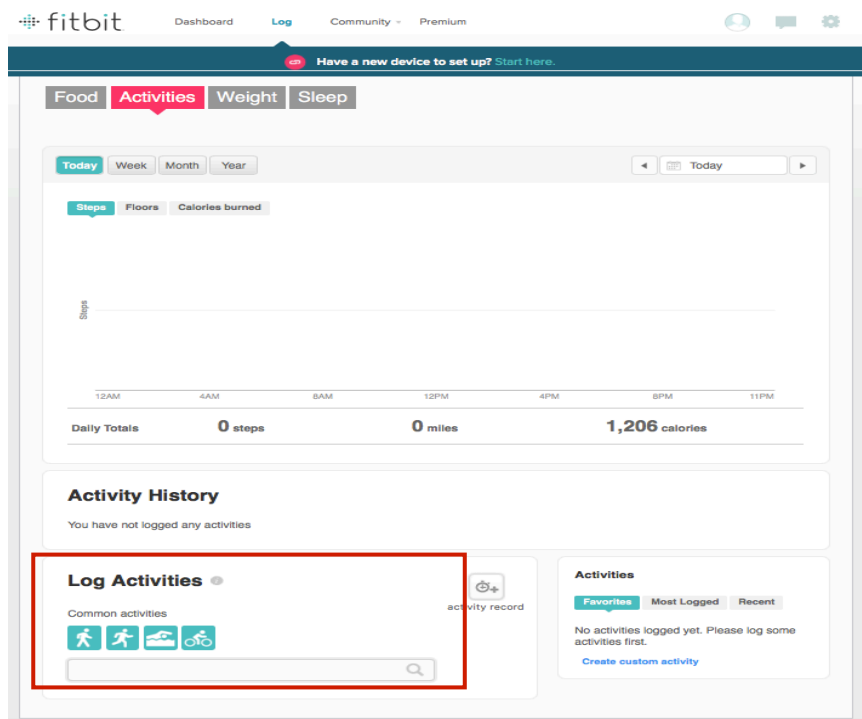 fitbit
Dashboard Log Community Premium
Have a new device to set up? Start here.
Food Activities Weight Sleep
Today Week Month Year
Today
Steps Floors Calories burned
Steps
12AM 4AM 8AM 12PM 4PM 8PM 11PM
Daily Totals 0 steps 0 miles 1,206 calories
Activity History
You have not logged any activities
Log Activities
Common activities
activity record
Activities
Favorites Most Logged Recent
No activities logged yet. Please log some
activities first.
Create custom activity